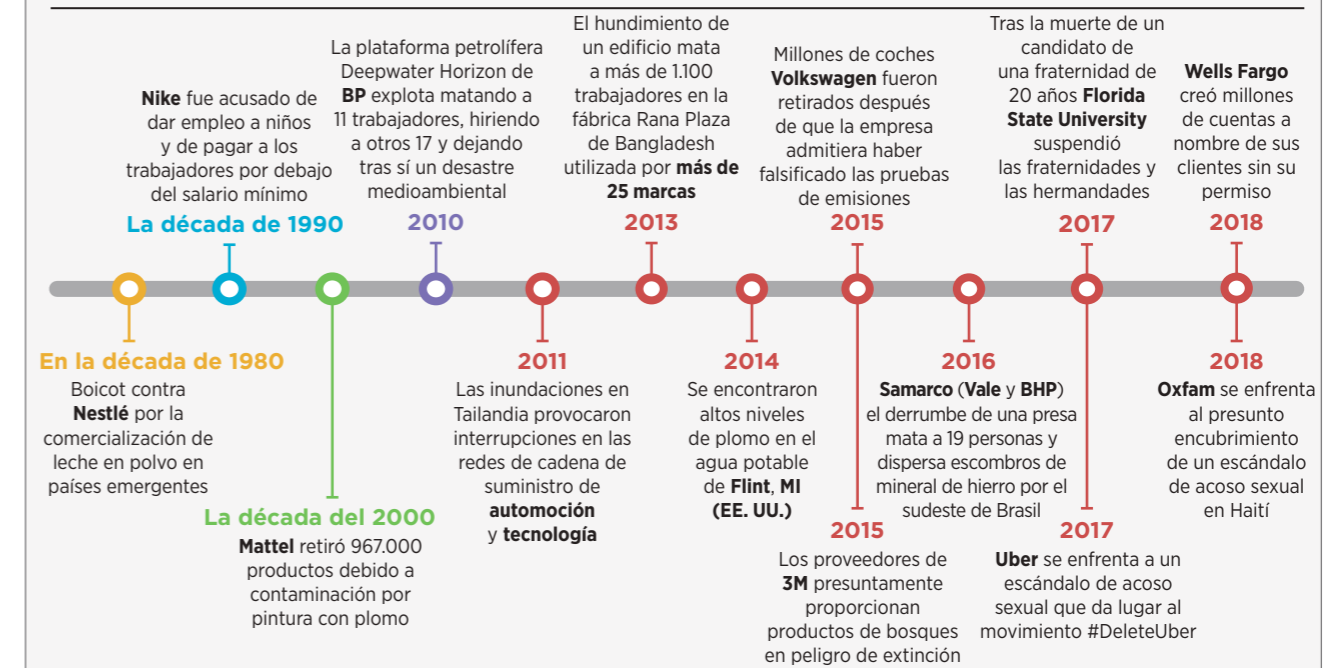 Nike fue acusado de
dar empleo a niños
y de pagar a los
trabajadores por debajo
del salario mínimo
La década de 1990
La plataforma petrolífera
Deepwater Horizon de
BP explota matando a
11 trabajadores, hiriendo
a otros 17 y dejando
tras sí un desastre
medioambiental
2010
El hundimiento de
un edificio mata
a más de 1.100
trabajadores en la
fábrica Rana Plaza
de Bangladesh
utilizada por más de
25 marcas
2013
Millones de coches
Volkswagen fueron
retirados después
de que la empresa
admitiera haber
falsificado las pruebas
de emisiones
2015
Tras la muerte de un
candidato de
una fraternidad de
20 años Florida
State University
suspendió
las fraternidades y
las hermandades
2017
Wells Fargo
creó millones
de cuentas a
nombre de sus
clientes sin su
permiso
2018
En la década de 1980
Boicot contra
Nestlé por la
comercialización de
leche en polvo en
países emergentes
La década del 2000
Mattel retiró 967.000
productos debido a
contaminación por
pintura con plomo
2011
Las inundaciones en
Tailandia provocaron
interrupciones en las
redes de cadena de
suministro de
automoción
y tecnología
2014
Se encontraron
altos niveles
de plomo en el
agua potable
de Flint, MI
(EE. UU.)
2015
Los proveedores de
3M presuntamente
proporcionan
productos de bosques
en peligro de extinción
2016
Samarco (Vale y BHP)
el derrumbe de una presa
mata a 19 personas y
dispersa escombros de
mineral de hierro por el
sudeste de Brasil
2017
Uber se enfrenta a un
escándalo de acoso
sexual que da lugar al
movimiento #DeleteUber
2018
Oxfam se enfrenta
al presunto
encubrimiento
de un escándalo
de acoso sexual
en Haití